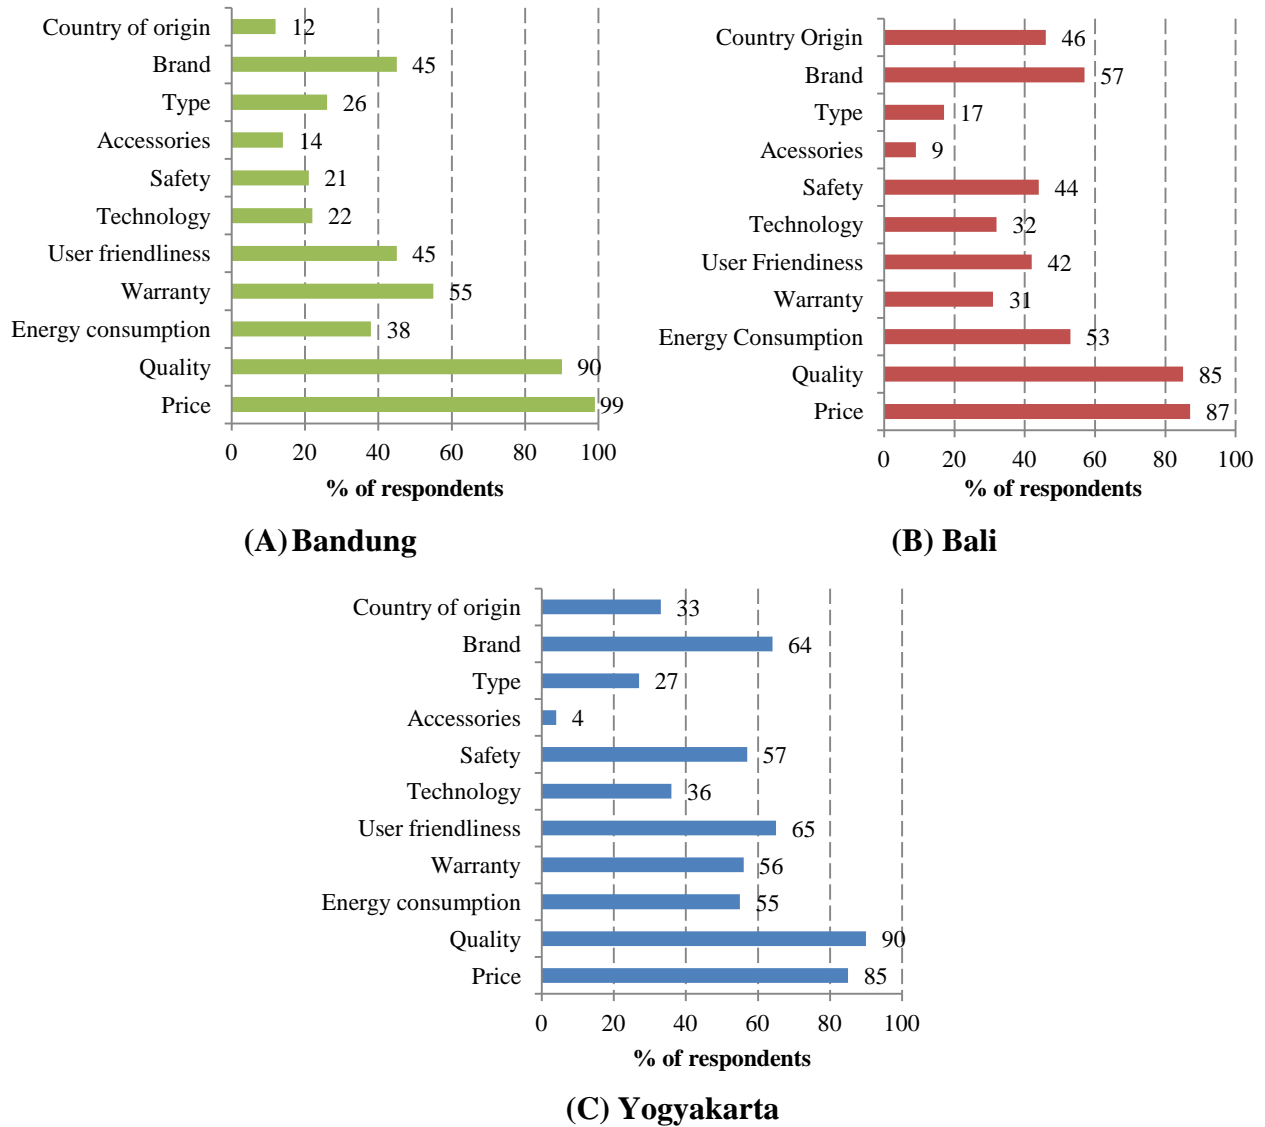 Country of origin 12
Brand 45
Type 26
Accessories 14
Safety 21
Technology 22
User friendliness 45
Warranty 55
Energy consumption 38
Quality 90
Price 99
0 20 40 60 80 100
% of respondents
(A) Bandung
Country Origin 46
Brand 57
Type 17
Acessories 9
Safety 44
Technology 32
User Friendiness 42
Warranty 31
Energy Consumption 53
Quality 85
Price 87
0 20 40 60 80 100
% of respondents
(B) Bali
Country of origin 33
Brand 64
Type 27
Accessories 4
Safety 57
Technology 36
User friendliness 65
Warranty 56
Energy consumption 55
Quality 90
Price 85
0 20 40 60 80 100
% of respondents
(C) Yogyakarta